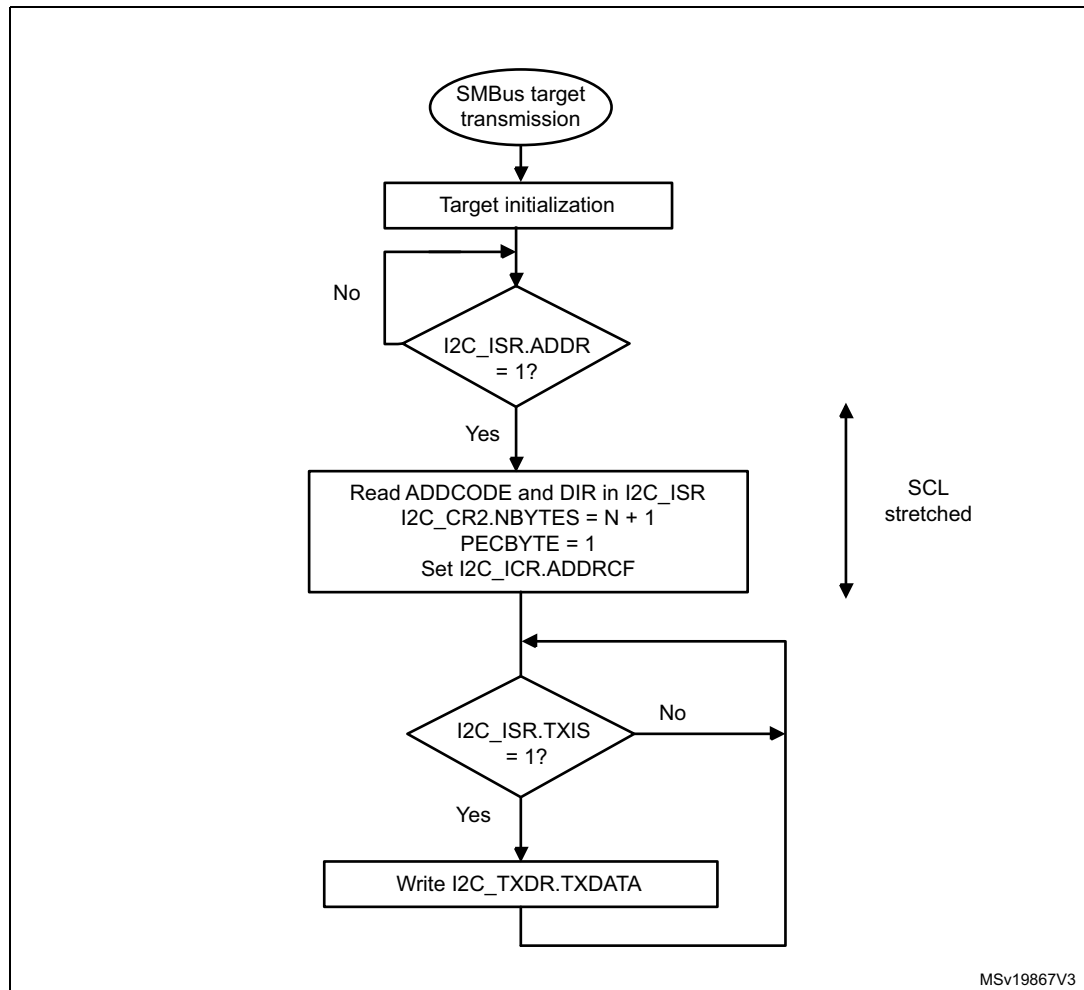 SMBus target
transmission
Target initialization
No
I2C_ISR.ADDR
= 1?
Yes
Read ADDCODE and DIR in I2C_ISR
I2C_CR2.NBYTES = N + 1
PECBYTE = 1
Set I2C_ICR.ADDRCF
SCL
stretched
I2C_ISR.TXIS
= 1?
No
Yes
Write I2C_TXDR.TXDATA
MSv19867V3